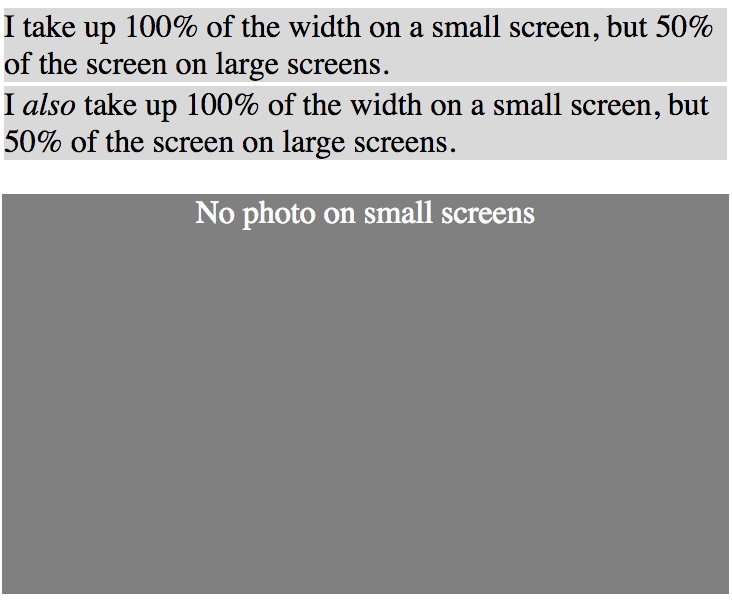 I take up 100% of the width on a small screen, but 50%
of the screen on large screens.
I also take up 100% of the width on a small screen, but
50% of the screen on large screens.
No photo on small screens